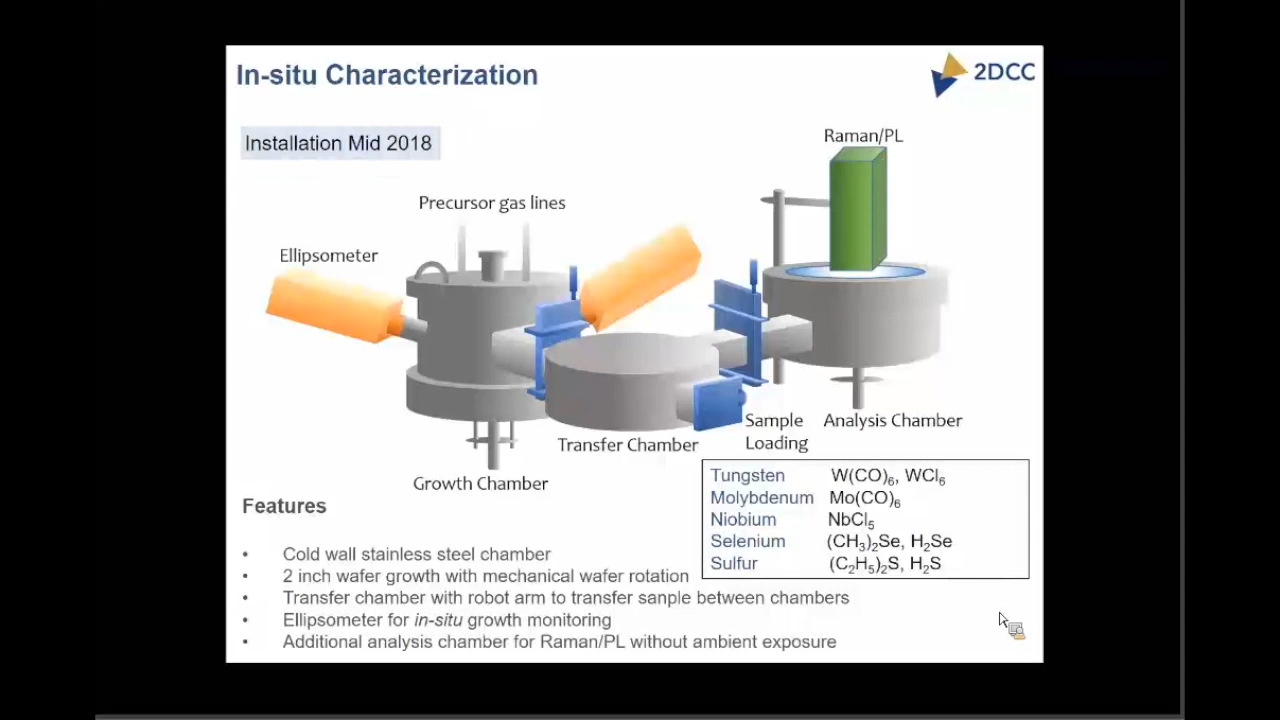 In-situ Characterization
2DCC
Installation Mid 2018
Raman/PL
Precursor gas lines
Ellipsometer
Sample
Loading
Analysis Chamber
Transfer Chamber
Growth Chamber
Tungsten W(CO)₆, WCl₆
Molybdenum Mo(CO)₆
Niobium NbCl₅
Selenium (CH₃)₂Se, H₂Se
Sulfur (C₂H₅)₂S, H₂S
Features
• Cold wall stainless steel chamber
• 2 inch wafer growth with mechanical wafer rotation
• Transfer chamber with robot arm to transfer sanple between chambers
• Ellipsometer for in-situ growth monitoring
• Additional analysis chamber for Raman/PL without ambient exposure